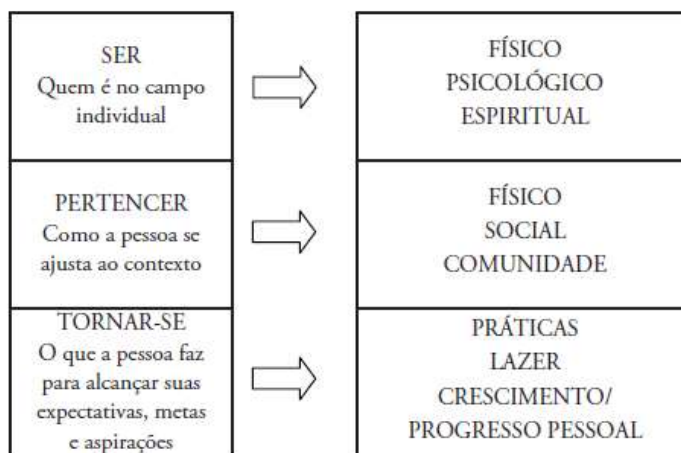 SER
Quem é no campo
individual
FÍSICO
PSICOLÓGICO
ESPIRITUAL
PERTENCER
Como a pessoa se
ajusta ao contexto
FÍSICO
SOCIAL
COMUNIDADE
TORNAR-SE
O que a pessoa faz
para alcançar suas
expectativas, metas
e aspirações
PRÁTICAS
LAZER
CRESCIMENTO/
PROGRESSO PESSOAL